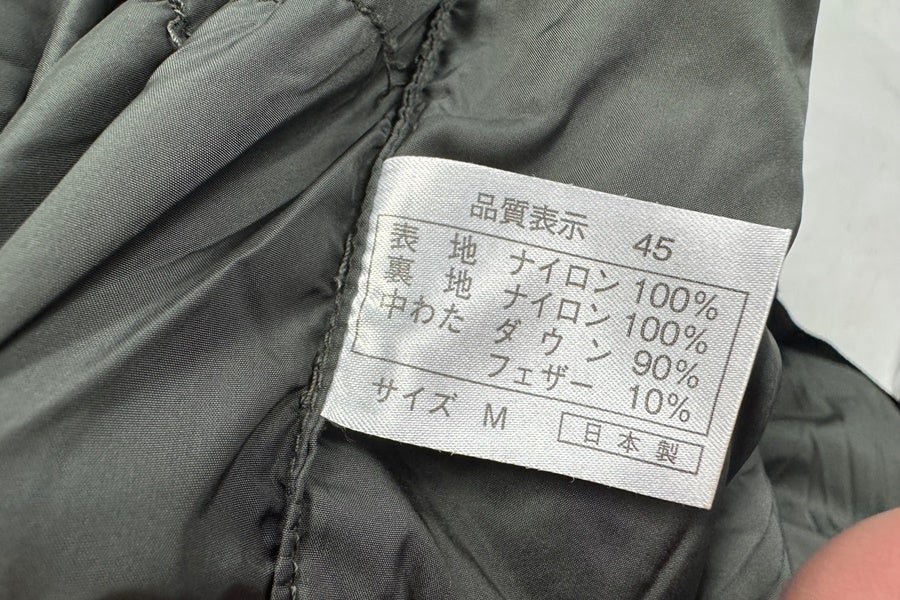 品質表示 45
表地 ナイロン 100%
裏地 ナイロン 100%
中わた ダウン 90%
フェザー 10%
サイズ M 日本製